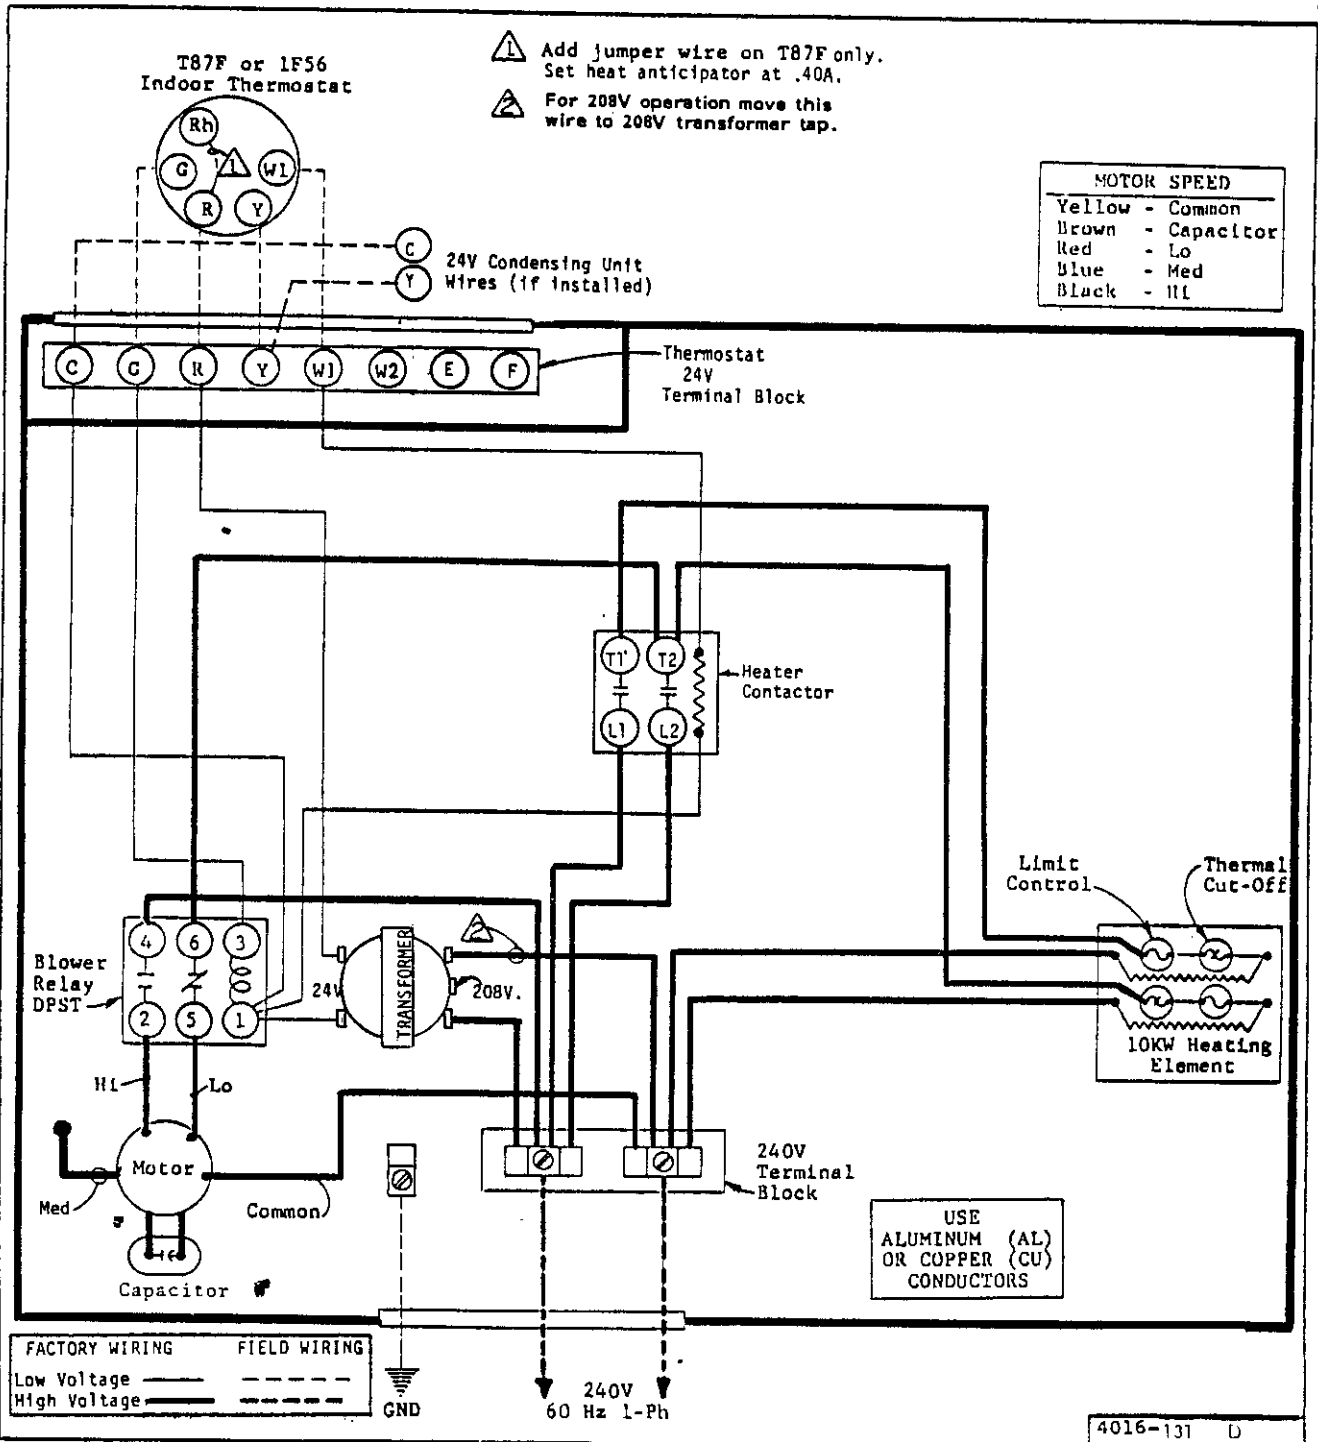 T87F or 1F56
Indoor Thermostat
1 Add jumper wire on T87F only.
Set heat anticipator at .40A.
2 For 208V operation move this
wire to 208V transformer tap.
Rh
G
1
W1
R
Y
MOTOR SPEED
Yellow - Common
Brown - Capacitor
Red - Lo
Blue - Med
Black - Hi
C
Y
24V Condensing Unit
Wires (if installed)
C
G
R
Y
W1
W2
E
F
Thermostat
24V
Terminal Block
T1
T2
L1
L2
Heater
Contactor
Limit
Control
Thermal
Cut-Off
10KW Heating
Element
Blower
Relay
DPST
4
6
3
2
5
1
24V
TRANSFORMER
2
208V.
Hi
Lo
Motor
Med
Common
Capacitor
240V
Terminal
Block
USE
ALUMINUM (AL)
OR COPPER (CU)
CONDUCTORS
FACTORY WIRING FIELD WIRING
Low Voltage
High Voltage
GND
240V
60 Hz 1-Ph
4016-131 D